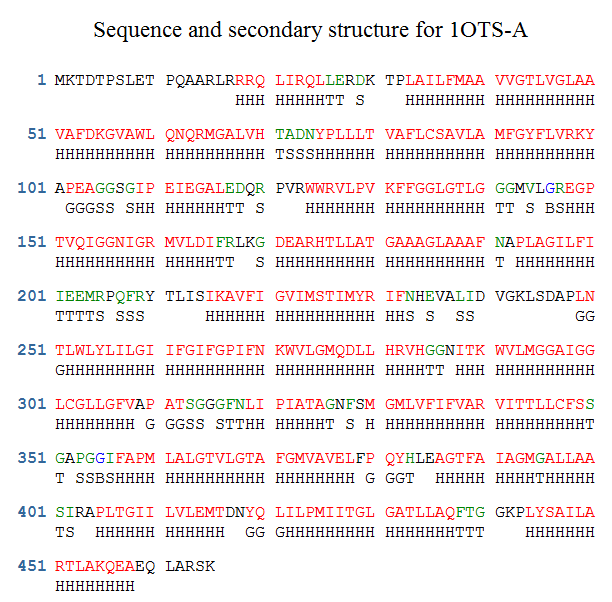 Sequence and secondary structure for 1OTS-A
1 MKTDTPSLET PQAARLRRRQ LIRQLLERDK TPLAILFMAA VVGTLVGLAA
HHH HHHHHTT S HHHHHHHH HHHHHHHHHH
51 VAFDKGVAWL QNQRMGALVH TADNYPLLLT VAFLCSAVLA MFGYFLVRKY
HHHHHHHHHH HHHHHHHHHH TSSSHHHHHH HHHHHHHHHH HHHHHHHHHH
101 APEAGGSGIP EIEGALEDQR PVRWWRVLPV KFFGGLGTLG GGMVLGREGP
GGGSS SHH HHHHHHTT S HHHHHHH HHHHHHHHHH TT S BSHHH
151 TVQIGGNIGR MVLDIFRLKG DEARHTLLAT GAAAGLAAAF NAPLAGILFI
HHHHHHHHHH HHHHHTT S HHHHHHHHHH HHHHHHHHHH T HHHHHHHH
201 IEEMRPQFRY TLISIKAVFI GVIMSTIMYR IFNHEVALID VGKLSDAPLN
TTTTS SSS HHHHHH HHHHHHHHHH HHS S SS GG
251 TLWLYLILGI IFGIFGPIFN KWVLGMQDLL HRVHGGNITK WVLMGGAIGG
GHHHHHHHHH HHHHHHHHHH HHHHHHHHHH HHHHTT HHH HHHHHHHHHH
301 LCGLLGFVAP ATSGGGFNLI PIATAGNFSM GMLVFIFVAR VITTLLCFSS
HHHHHHHH G GGSS STTHH HHHHHT S H HHHHHHHHHH HHHHHHHHHT
351 GAPGGIFAPM LALGTVLGTA FGMVAVELFP QYHLEAGTFA IAGMGALLAA
T SSBSHHHH HHHHHHHHHH HHHHHHHH G GGT HHHHH HHHHTHHHHH
401 SIRAPLTGII LVLEMTDNYQ LILPMIITGL GATLLAQFTG GKPLYSAILA
TS HHHHHH HHHHHH GG GHHHHHHHHH HHHHHHHTTT HHHHHHH
451 RTLAKQEAEQ LARSK
HHHHHHHH